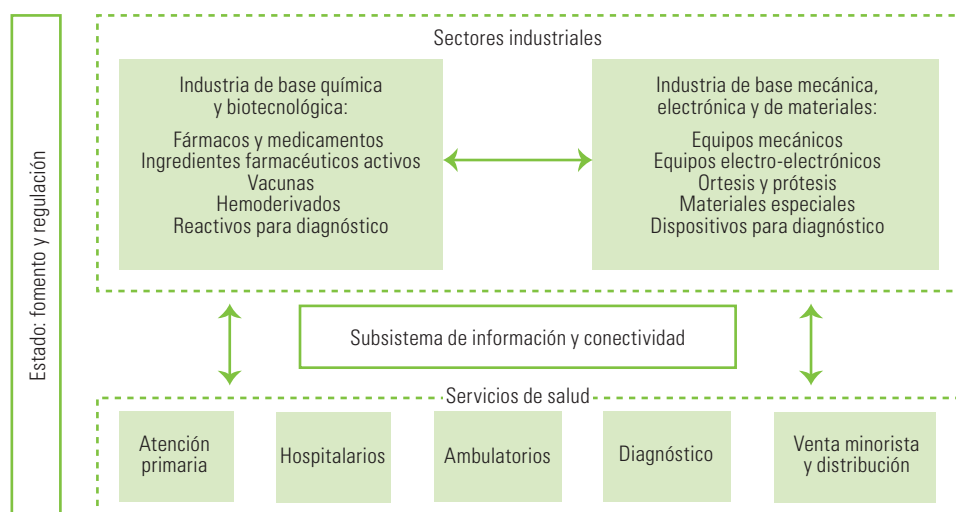 Estado: fomento y regulación
Sectores industriales
Industria de base química
y biotecnológica:
Fármacos y medicamentos
Ingredientes farmacéuticos activos
Vacunas
Hemoderivados
Reactivos para diagnóstico
Industria de base mecánica,
electrónica y de materiales:
Equipos mecánicos
Equipos electro-electrónicos
Ortesis y prótesis
Materiales especiales
Dispositivos para diagnóstico
Subsistema de información y conectividad
Servicios de salud
Atención
primaria
Hospitalarios
Ambulatorios
Diagnóstico
Venta minorista
y distribución